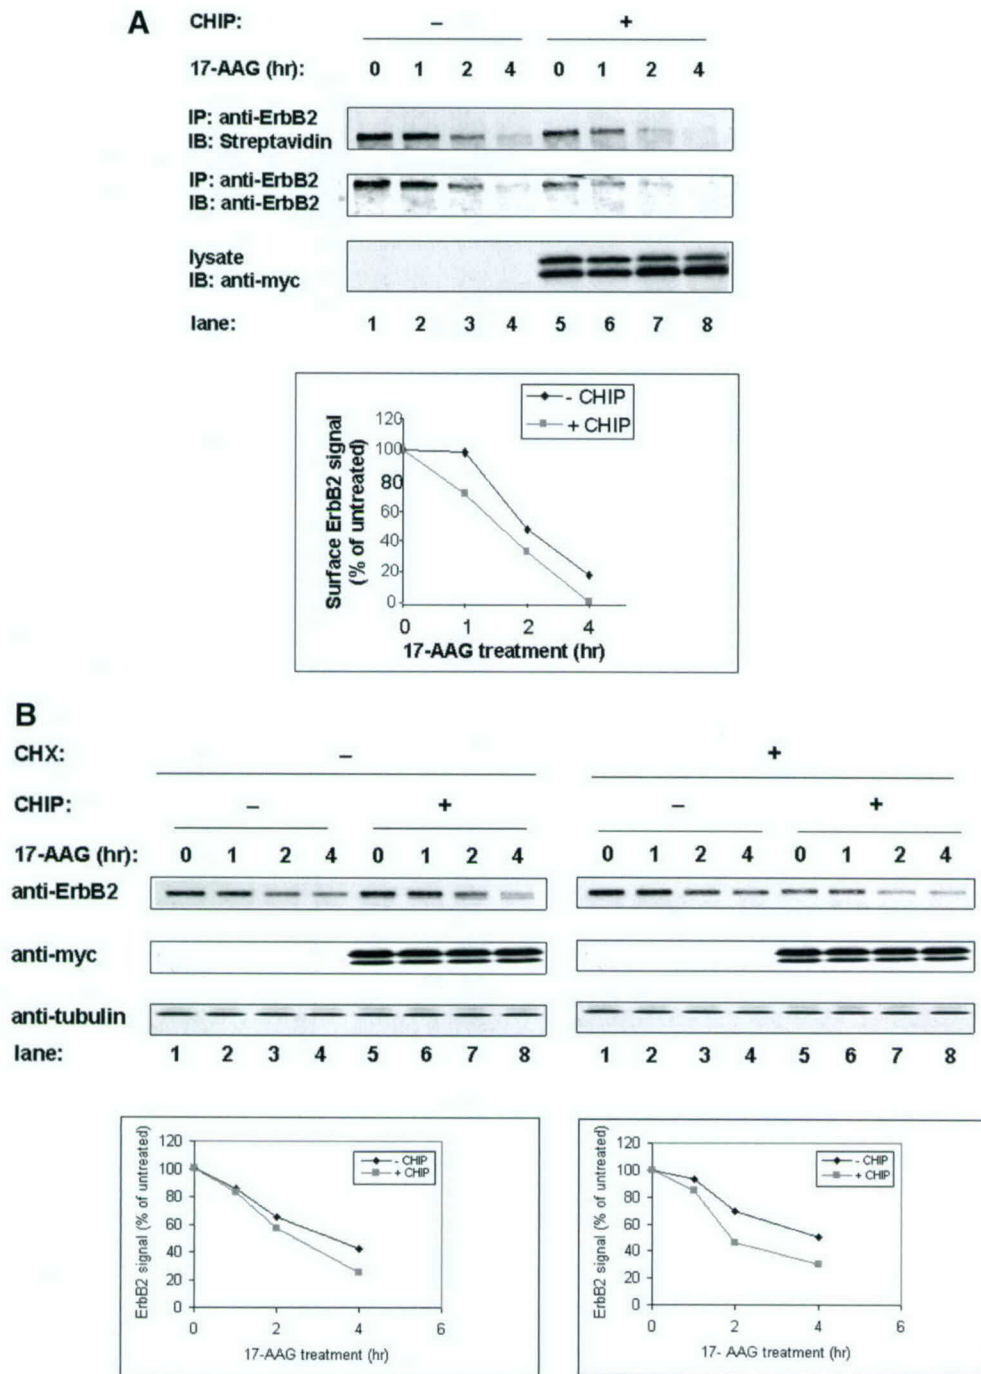 A
CHIP: – +
17-AAG (hr): 0 1 2 4 0 1 2 4
IP: anti-ErbB2
IB: Streptavidin
IP: anti-ErbB2
IB: anti-ErbB2
lysate
IB: anti-myc
lane: 1 2 3 4 5 6 7 8
- CHIP
+ CHIP
Surface ErbB2 signal
(% of untreated)
120
100
80
60
40
20
0
0 1 2 4
17-AAG treatment (hr)
B
CHX: – +
CHIP: – + – +
17-AAG (hr): 0 1 2 4 0 1 2 4 0 1 2 4 0 1 2 4
anti-ErbB2
anti-myc
anti-tubulin
lane: 1 2 3 4 5 6 7 8 1 2 3 4 5 6 7 8
ErbB2 signal (% of untreated)
120
100
80
60
40
20
0
- CHIP
+ CHIP
0 2 4 6
17-AAG treatment (hr)
ErbB2 signal (% of untreated)
120
100
80
60
40
20
0
- CHIP
+ CHIP
0 2 4 6
17- AAG treatment (hr)